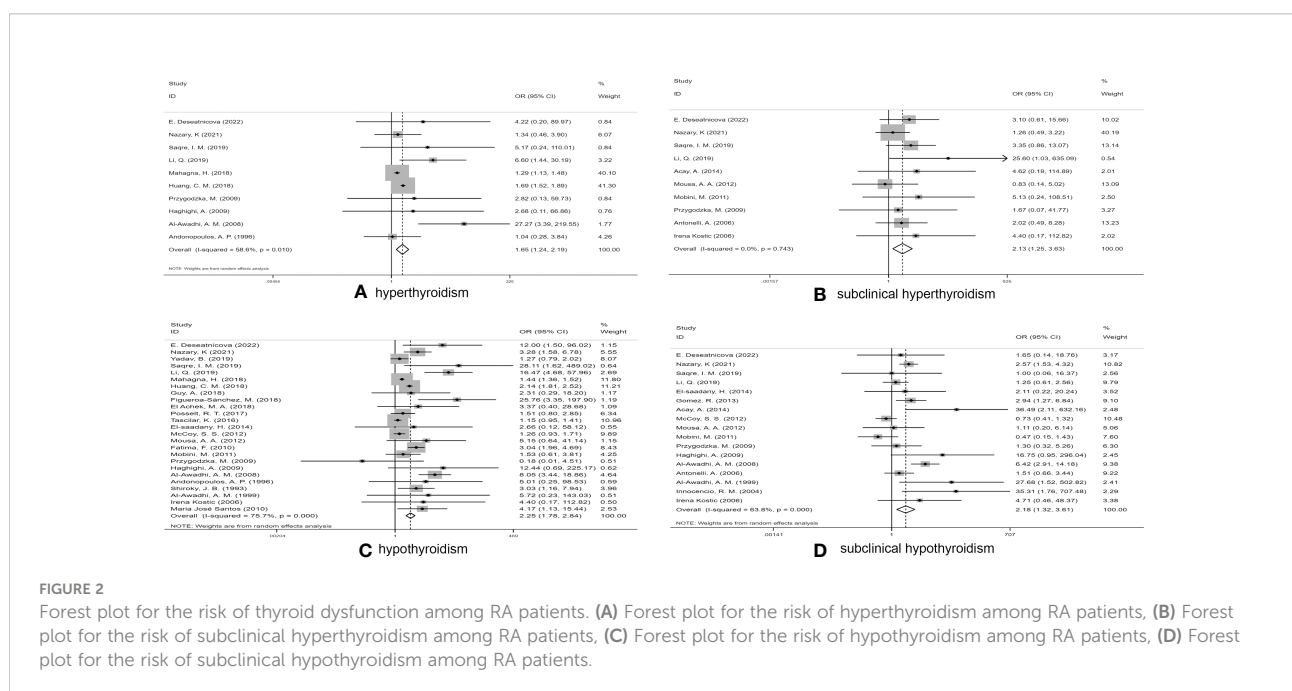 Study %
ID OR (95% CI) Weight
E. Deseatnicova (2022) 4.22 (0.20, 89.97) 0.84
Nazary, K (2021) 1.34 (0.46, 3.90) 6.07
Saqre, I. M. (2019) 5.17 (0.24, 110.01) 0.84
Li, Q. (2019) 6.60 (1.44, 30.19) 3.22
Mahagna, H. (2018) 1.29 (1.13, 1.48) 40.10
Huang, C. M. (2018) 1.69 (1.52, 1.89) 41.30
Przygodzka, M. (2009) 2.82 (0.13, 59.73) 0.84
Haghighi, A. (2009) 2.68 (0.11, 66.86) 0.76
Al-Awadhi, A. M. (2008) 27.27 (3.39, 219.55) 1.77
Andonopoulos, A. P. (1996) 1.04 (0.28, 3.84) 4.26
Overall (I-squared = 58.6%, p = 0.010) 1.65 (1.24, 2.19) 100.00
NOTE: Weights are from random effects analysis
1 220
A hyperthyroidism
Study %
ID OR (95% CI) Weight
E. Deseatnicova (2022) 3.10 (0.61, 15.66) 10.02
Nazary, K (2021) 1.26 (0.49, 3.22) 40.19
Saqre, I. M. (2019) 3.35 (0.86, 13.07) 13.14
Li, Q. (2019) 25.60 (1.03, 635.09) 0.54
Acay, A. (2014) 4.62 (0.19, 114.89) 2.01
Mousa, A. A. (2012) 0.83 (0.14, 5.02) 13.09
Mobini, M. (2011) 5.13 (0.24, 108.51) 2.50
Przygodzka, M. (2009) 1.67 (0.07, 41.77) 3.27
Antonelli, A. (2006) 2.02 (0.49, 8.28) 13.23
Irena Kostic (2006) 4.40 (0.17, 112.82) 2.02
Overall (I-squared = 0.0%, p = 0.743) 2.13 (1.25, 3.63) 100.00
.00157 1 635
B subclinical hyperthyroidism
Study %
ID OR (95% CI) Weight
E. Deseatnicova (2022) 12.00 (1.50, 96.02) 1.15
Nazary, K (2021) 3.28 (1.58, 6.78) 5.55
Yadav, B. (2019) 1.27 (0.79, 2.02) 8.07
Saqre, I. M. (2019) 28.11 (1.62, 489.02) 0.64
Li, Q. (2019) 16.47 (4.68, 57.96) 2.69
Mahagna, H. (2018) 1.44 (1.36, 1.52) 11.80
Huang, C. M. (2018) 2.14 (1.81, 2.52) 11.21
Guy, A. (2018) 2.31 (0.29, 18.20) 1.17
Figueroa-Sánchez, M. (2018) 25.76 (3.35, 197.90) 1.19
El Achek, M. A. (2018) 3.37 (0.40, 28.68) 1.09
Posselt, R. T. (2017) 1.51 (0.80, 2.85) 6.34
Tascilar, K. (2016) 1.15 (0.95, 1.41) 10.96
El-saadany, H. (2014) 2.66 (0.12, 58.12) 0.55
McCoy, S. S. (2012) 1.26 (0.93, 1.71) 9.89
Mousa, A. A. (2012) 5.15 (0.64, 41.14) 1.15
Fatima, F. (2010) 3.04 (1.96, 4.69) 8.43
Mobini, M. (2011) 1.53 (0.61, 3.81) 4.25
Przygodzka, M. (2009) 0.18 (0.01, 4.51) 0.51
Haghighi, A. (2009) 12.44 (0.69, 225.17) 0.62
Al-Awadhi, A. M. (2008) 8.05 (3.44, 18.86) 4.64
Andonopoulos, A. P. (1996) 5.01 (0.25, 98.53) 0.59
Shiroky, J. B. (1993) 3.03 (1.16, 7.94) 3.96
Al-Awadhi, A. M. (1999) 5.72 (0.23, 143.03) 0.51
Irena Kostic (2006) 4.40 (0.17, 112.82) 0.50
Maria José Santos (2010) 4.17 (1.13, 15.44) 2.53
Overall (I-squared = 75.7%, p = 0.000) 2.25 (1.78, 2.84) 100.00
NOTE: Weights are from random effects analysis
.00204 1 489
C hypothyroidism
Study %
ID OR (95% CI) Weight
E. Deseatnicova (2022) 1.65 (0.14, 18.76) 3.17
Nazary, K (2021) 2.57 (1.53, 4.32) 10.82
Saqre, I. M. (2019) 1.00 (0.06, 16.37) 2.56
Li, Q. (2019) 1.25 (0.61, 2.56) 9.79
El-saadany, H. (2014) 2.11 (0.22, 20.24) 3.52
Gomez, R. (2013) 2.94 (1.27, 6.84) 9.10
Acay, A. (2014) 36.49 (2.11, 632.16) 2.48
McCoy, S. S. (2012) 0.73 (0.41, 1.32) 10.48
Mousa, A. A. (2012) 1.11 (0.20, 6.14) 5.06
Mobini, M. (2011) 0.47 (0.15, 1.43) 7.60
Przygodzka, M. (2009) 1.30 (0.32, 5.26) 6.30
Haghighi, A. (2009) 16.75 (0.95, 296.04) 2.45
Al-Awadhi, A. M. (2008) 6.42 (2.91, 14.18) 9.38
Antonelli, A. (2006) 1.51 (0.66, 3.44) 9.22
Al-Awadhi, A. M. (1999) 27.68 (1.52, 502.82) 2.41
Innocencio, R. M. (2004) 35.31 (1.76, 707.48) 2.29
Irena Kostic (2006) 4.71 (0.46, 48.37) 3.38
Overall (I-squared = 63.8%, p = 0.000) 2.18 (1.32, 3.61) 100.00
NOTE: Weights are from random effects analysis
.00141 1 707
D subclinical hypothyroidism
FIGURE 2
Forest plot for the risk of thyroid dysfunction among RA patients. (A) Forest plot for the risk of hyperthyroidism among RA patients, (B) Forest
plot for the risk of subclinical hyperthyroidism among RA patients, (C) Forest plot for the risk of hypothyroidism among RA patients, (D) Forest
plot for the risk of subclinical hypothyroidism among RA patients.